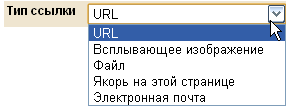 Тип ссылки URL
URL
Всплывающее изображение
Файл
Якорь на этой странице
Электронная почта